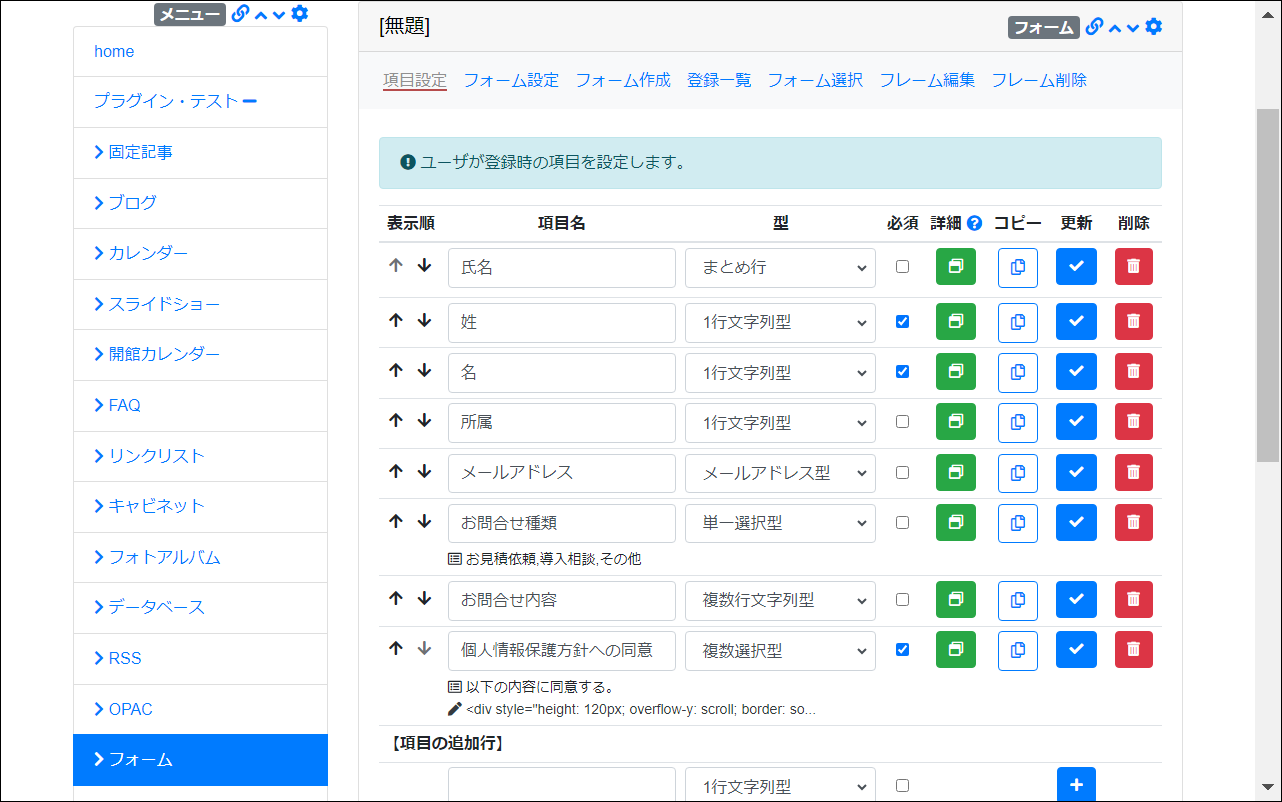 メニュー
home
プラグイン・テスト
固定記事
ブログ
カレンダー
スライドショー
開館カレンダー
FAQ
リンクリスト
キャビネット
フォトアルバム
データベース
RSS
OPAC
フォーム
[無題]
フォーム
項目設定 フォーム設定 フォーム作成 登録一覧 フォーム選択 フレーム編集 フレーム削除
ユーザが登録時の項目を設定します。
表示順 項目名 型 必須 詳細 コピー 更新 削除
氏名 まとめ行
姓 1行文字列型
名 1行文字列型
所属 1行文字列型
メールアドレス メールアドレス型
お問合せ種類 単一選択型
お見積依頼,導入相談,その他
お問合せ内容 複数行文字列型
個人情報保護方針への同意 複数選択型
以下の内容に同意する。
<div style="height: 120px; overflow-y: scroll; border: so...
【項目の追加行】
1行文字列型